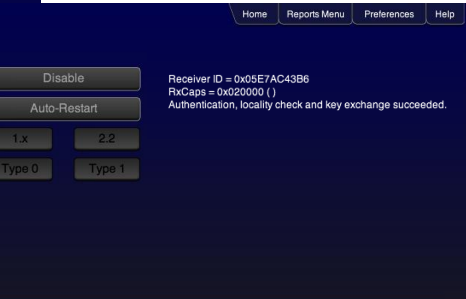 Home Reports Menu Preferences Help
Disable
Auto-Restart
1.x 2.2
Type 0 Type 1
Receiver ID = 0x05E7AC43B6
RxCaps = 0x020000 ( )
Authentication, locality check and key exchange succeeded.